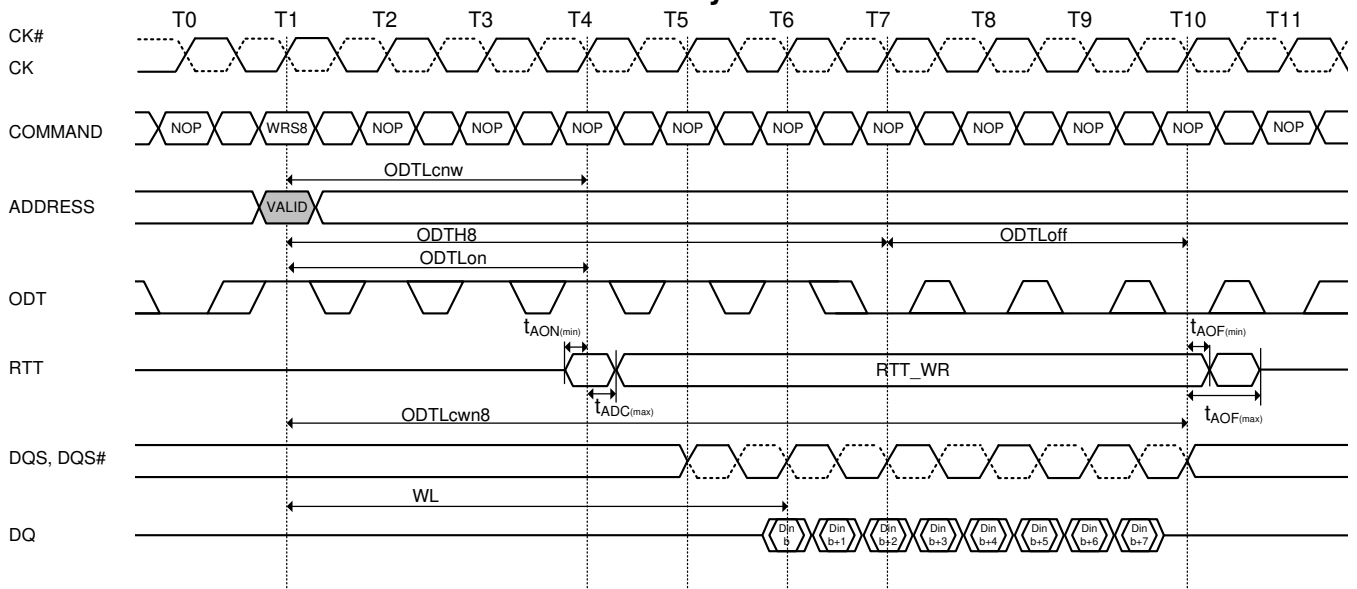 y
T0 T1 T2 T3 T4 T5 T6 T7 T8 T9 T10 T11
CK#
CK
COMMAND NOP WRS8 NOP NOP NOP NOP NOP NOP NOP NOP NOP NOP
ODTLcnw
ADDRESS VALID
ODTH8 ODTLoff
ODTLon
ODT
tAON(min) tAOF(min)
RTT RTT_WR
tADC(max) tAOF(max)
ODTLcwn8
DQS, DQS#
WL
DQ Din b Din b+1 Din b+2 Din b+3 Din b+4 Din b+5 Din b+6 Din b+7